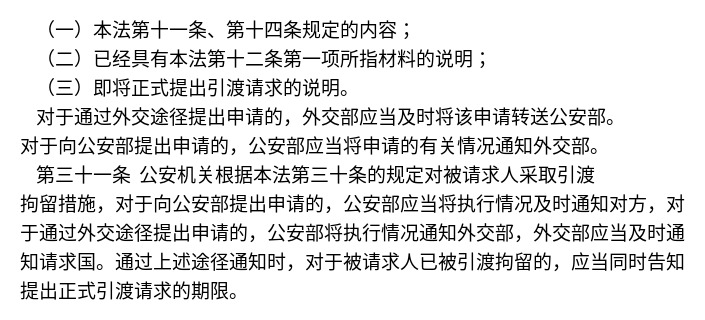 （一）本法第十一条、第十四条规定的内容；
（二）已经具有本法第十二条第一项所指材料的说明；
（三）即将正式提出引渡请求的说明。
对于通过外交途径提出申请的，外交部应当及时将该申请转送公安部。
对于向公安部提出申请的，公安部应当将申请的有关情况通知外交部。
第三十一条 公安机关根据本法第三十条的规定对被请求人采取引渡
拘留措施，对于向公安部提出申请的，公安部应当将执行情况及时通知对方，对
于通过外交途径提出申请的，公安部将执行情况通知外交部，外交部应当及时通
知请求国。通过上述途径通知时，对于被请求人已被引渡拘留的，应当同时告知
提出正式引渡请求的期限。